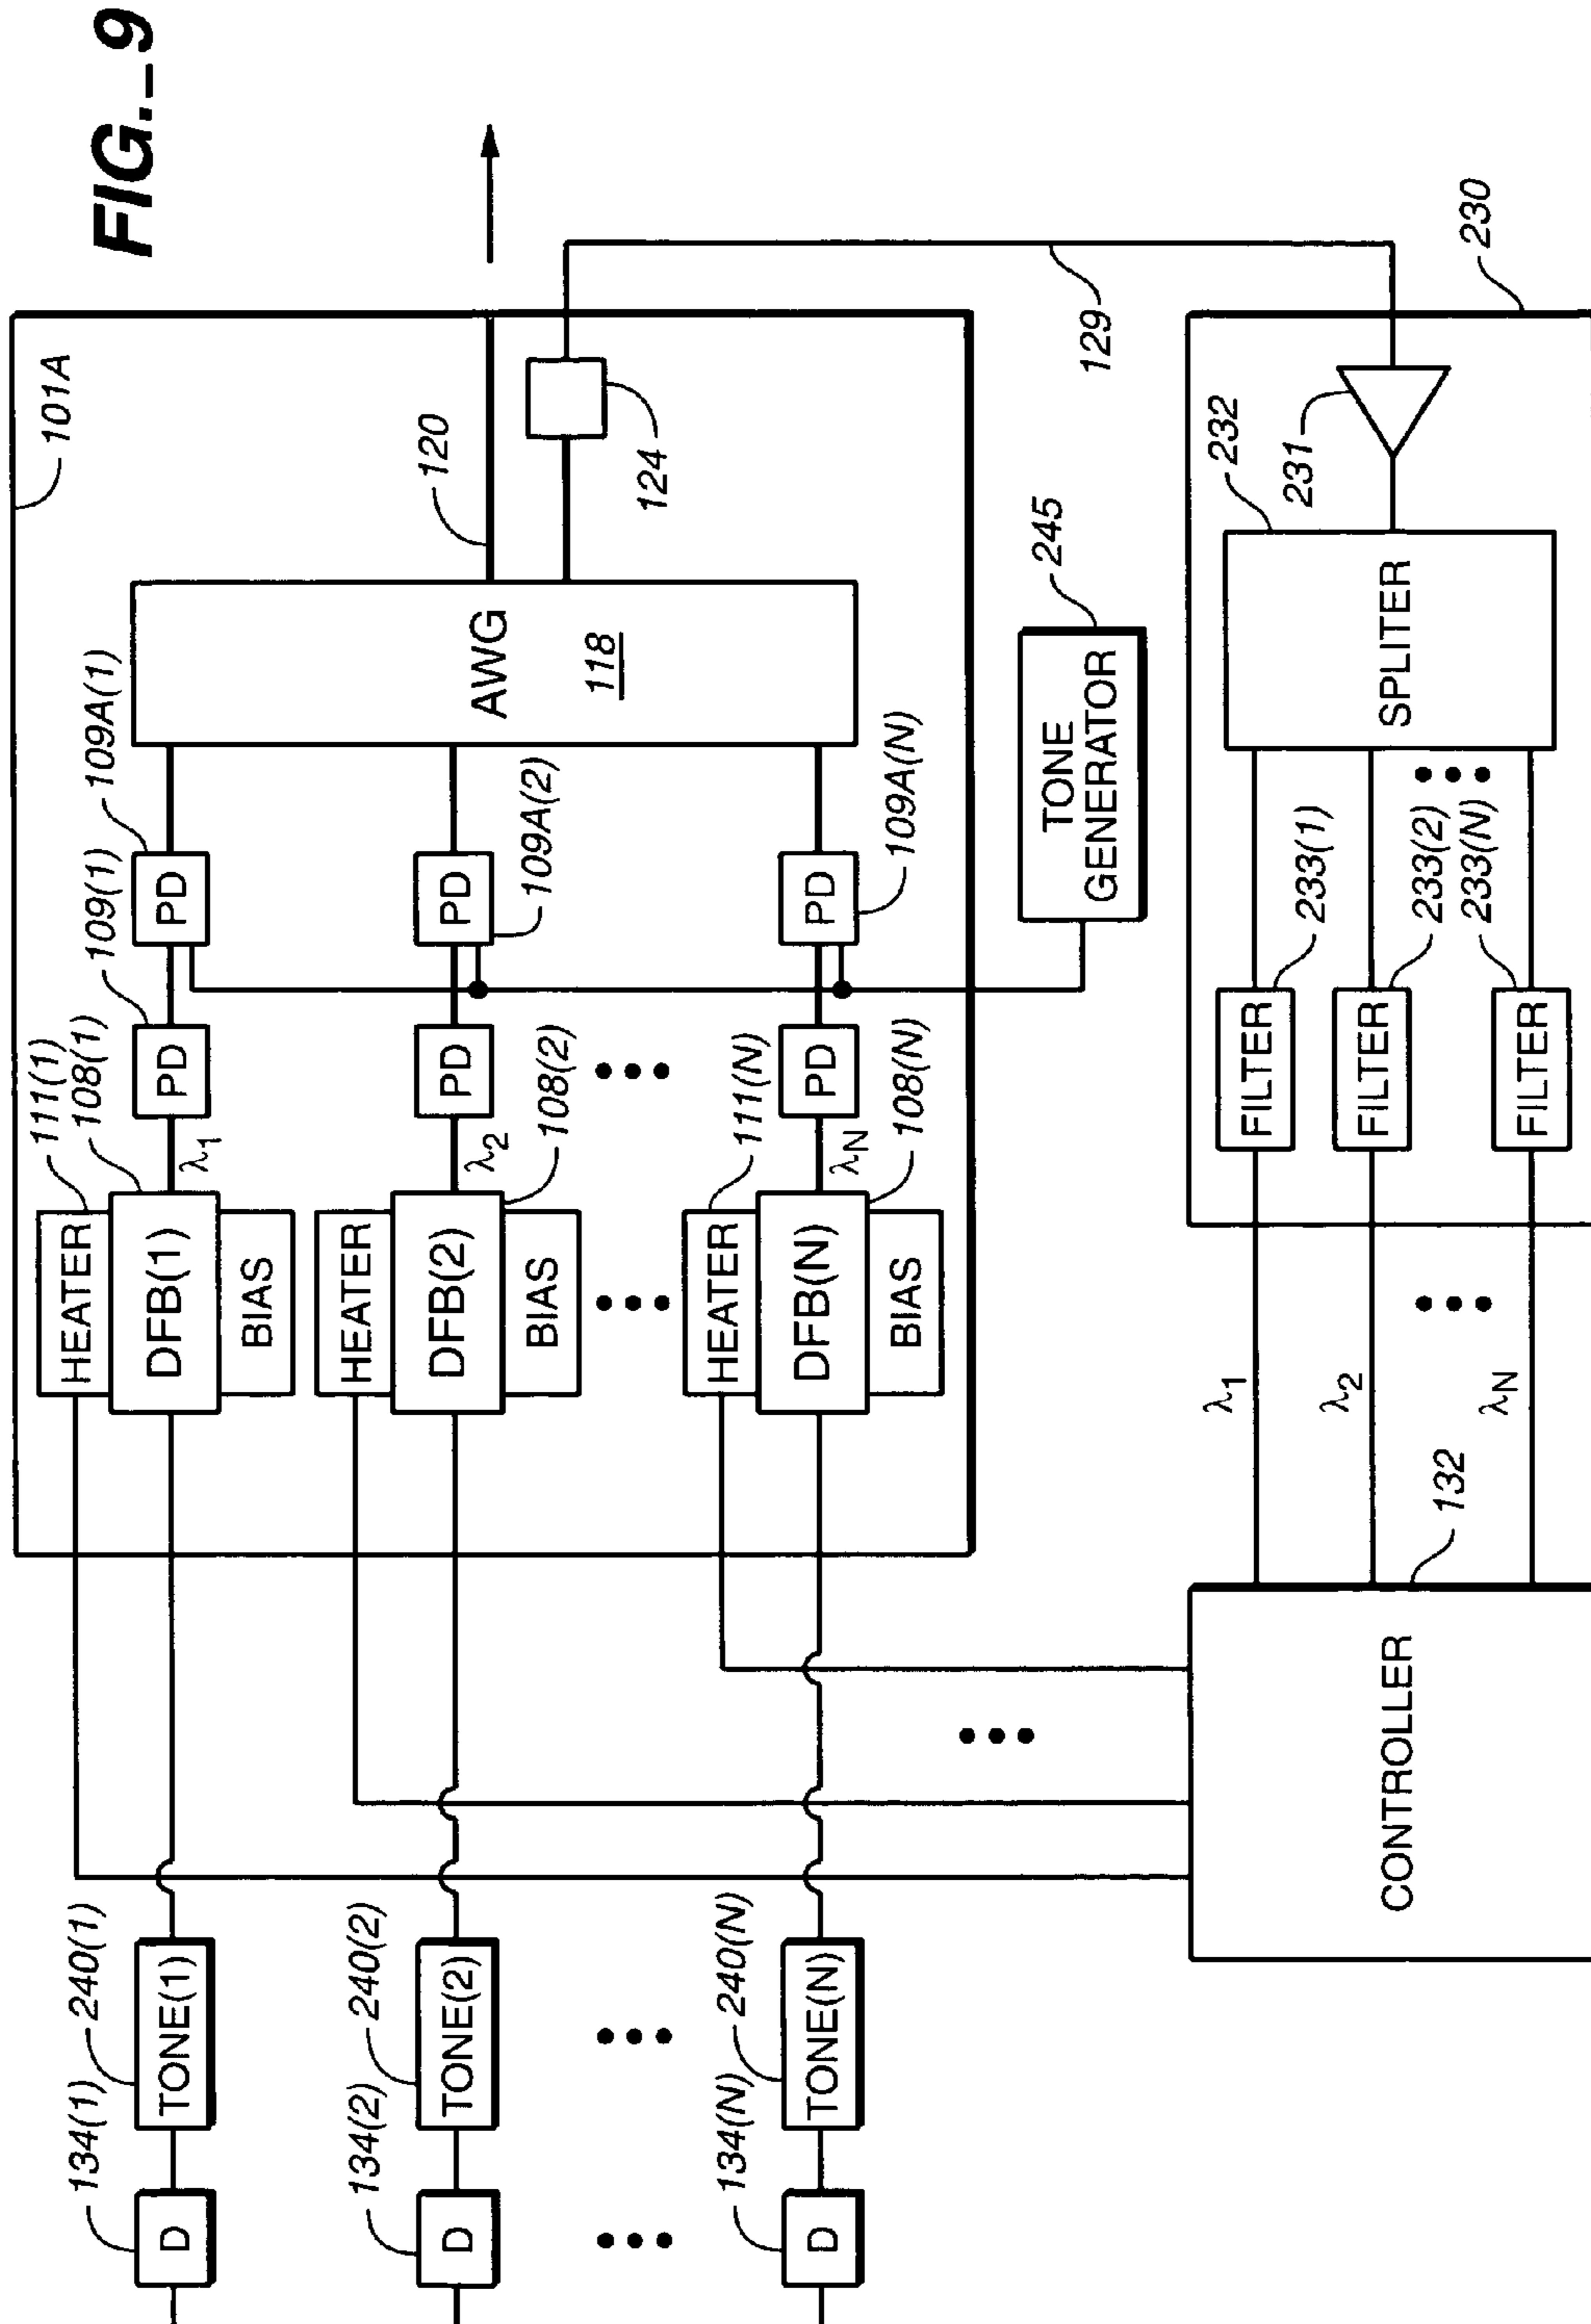 FIG._9
101A
111(1)
108(1)
109(1)
109A(1)
134(1)
240(1)
HEATER
D
TONE(1)
DFB(1)
λ1
PD
PD
BIAS
120
134(2)
240(2)
HEATER
D
TONE(2)
DFB(2)
λ2
PD
PD
AWG
BIAS
108(2)
109A(2)
118
124
111(N)
134(N)
240(N)
HEATER
D
TONE(N)
DFB(N)
λN
PD
PD
BIAS
108(N)
109A(N)
245
TONE
GENERATOR
129
132
λ1
FILTER
233(1)
232
231
230
CONTROLLER
λ2
FILTER
SPLITER
233(2)
233(N)
λN
FILTER